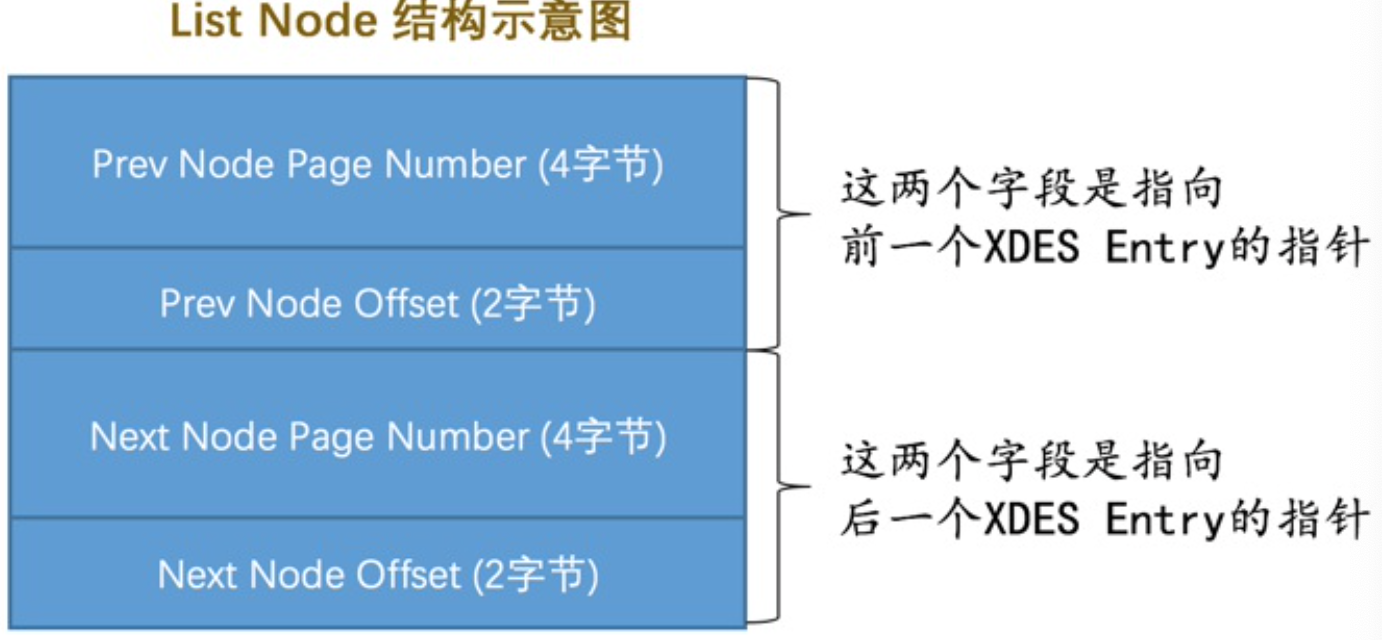 List Node 结构示意图
Prev Node Page Number (4字节)
Prev Node Offset (2字节)
这两个字段是指向
前一个XDES Entry的指针
Next Node Page Number (4字节)
Next Node Offset (2字节)
这两个字段是指向
后一个XDES Entry的指针